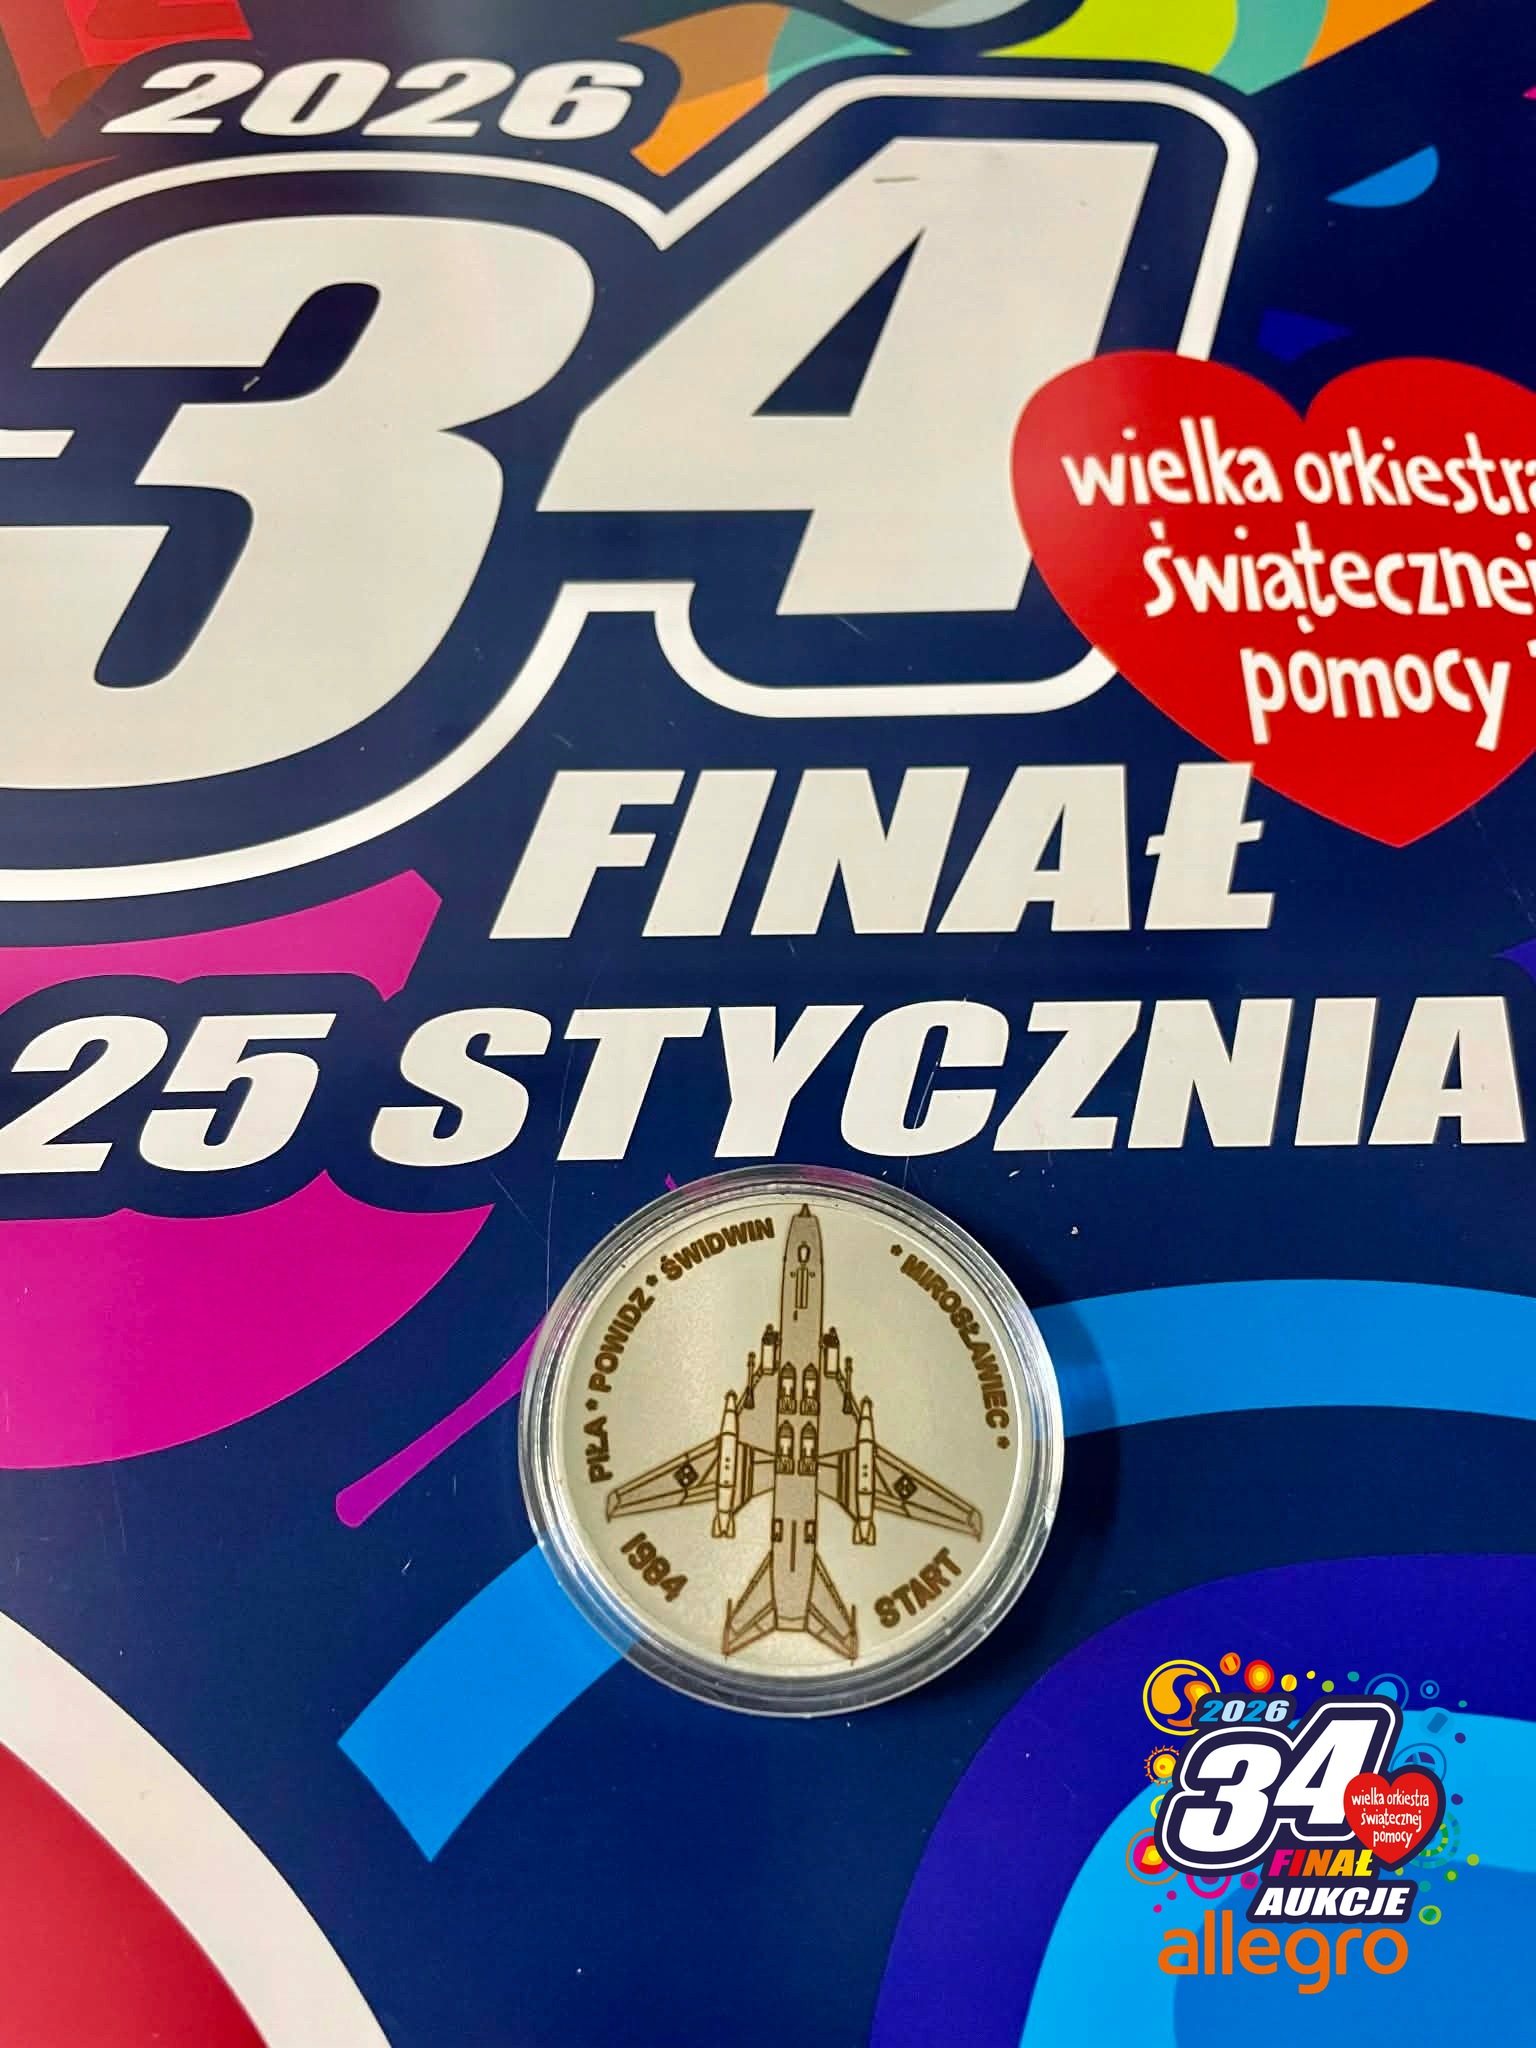 2026
34
wielka orkiestra
świątecznej
pomocy
FINAŁ
25 STYCZNIA
PIŁA * POWIDZ * ŚWIDWIN
* MIROSŁAWIEC *
1984
START
2026
34
wielka orkiestra
świątecznej
pomocy
FINAŁ
AUKCJE
allegro